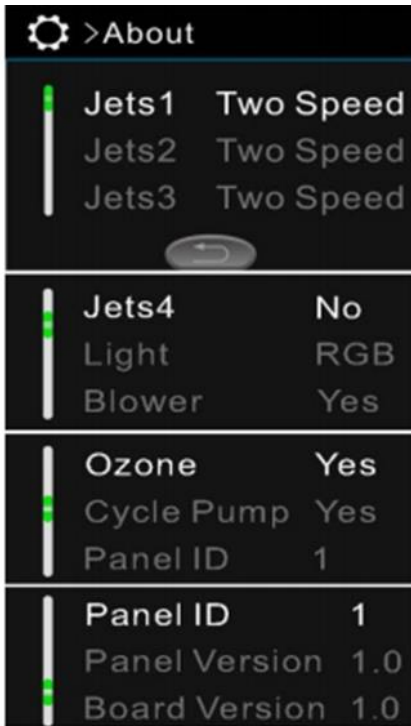 >About
Jets1 Two Speed
Jets2 Two Speed
Jets3 Two Speed
Jets4 No
Light RGB
Blower Yes
Ozone Yes
Cycle Pump Yes
Panel ID 1
Panel ID 1
Panel Version 1.0
Board Version 1.0